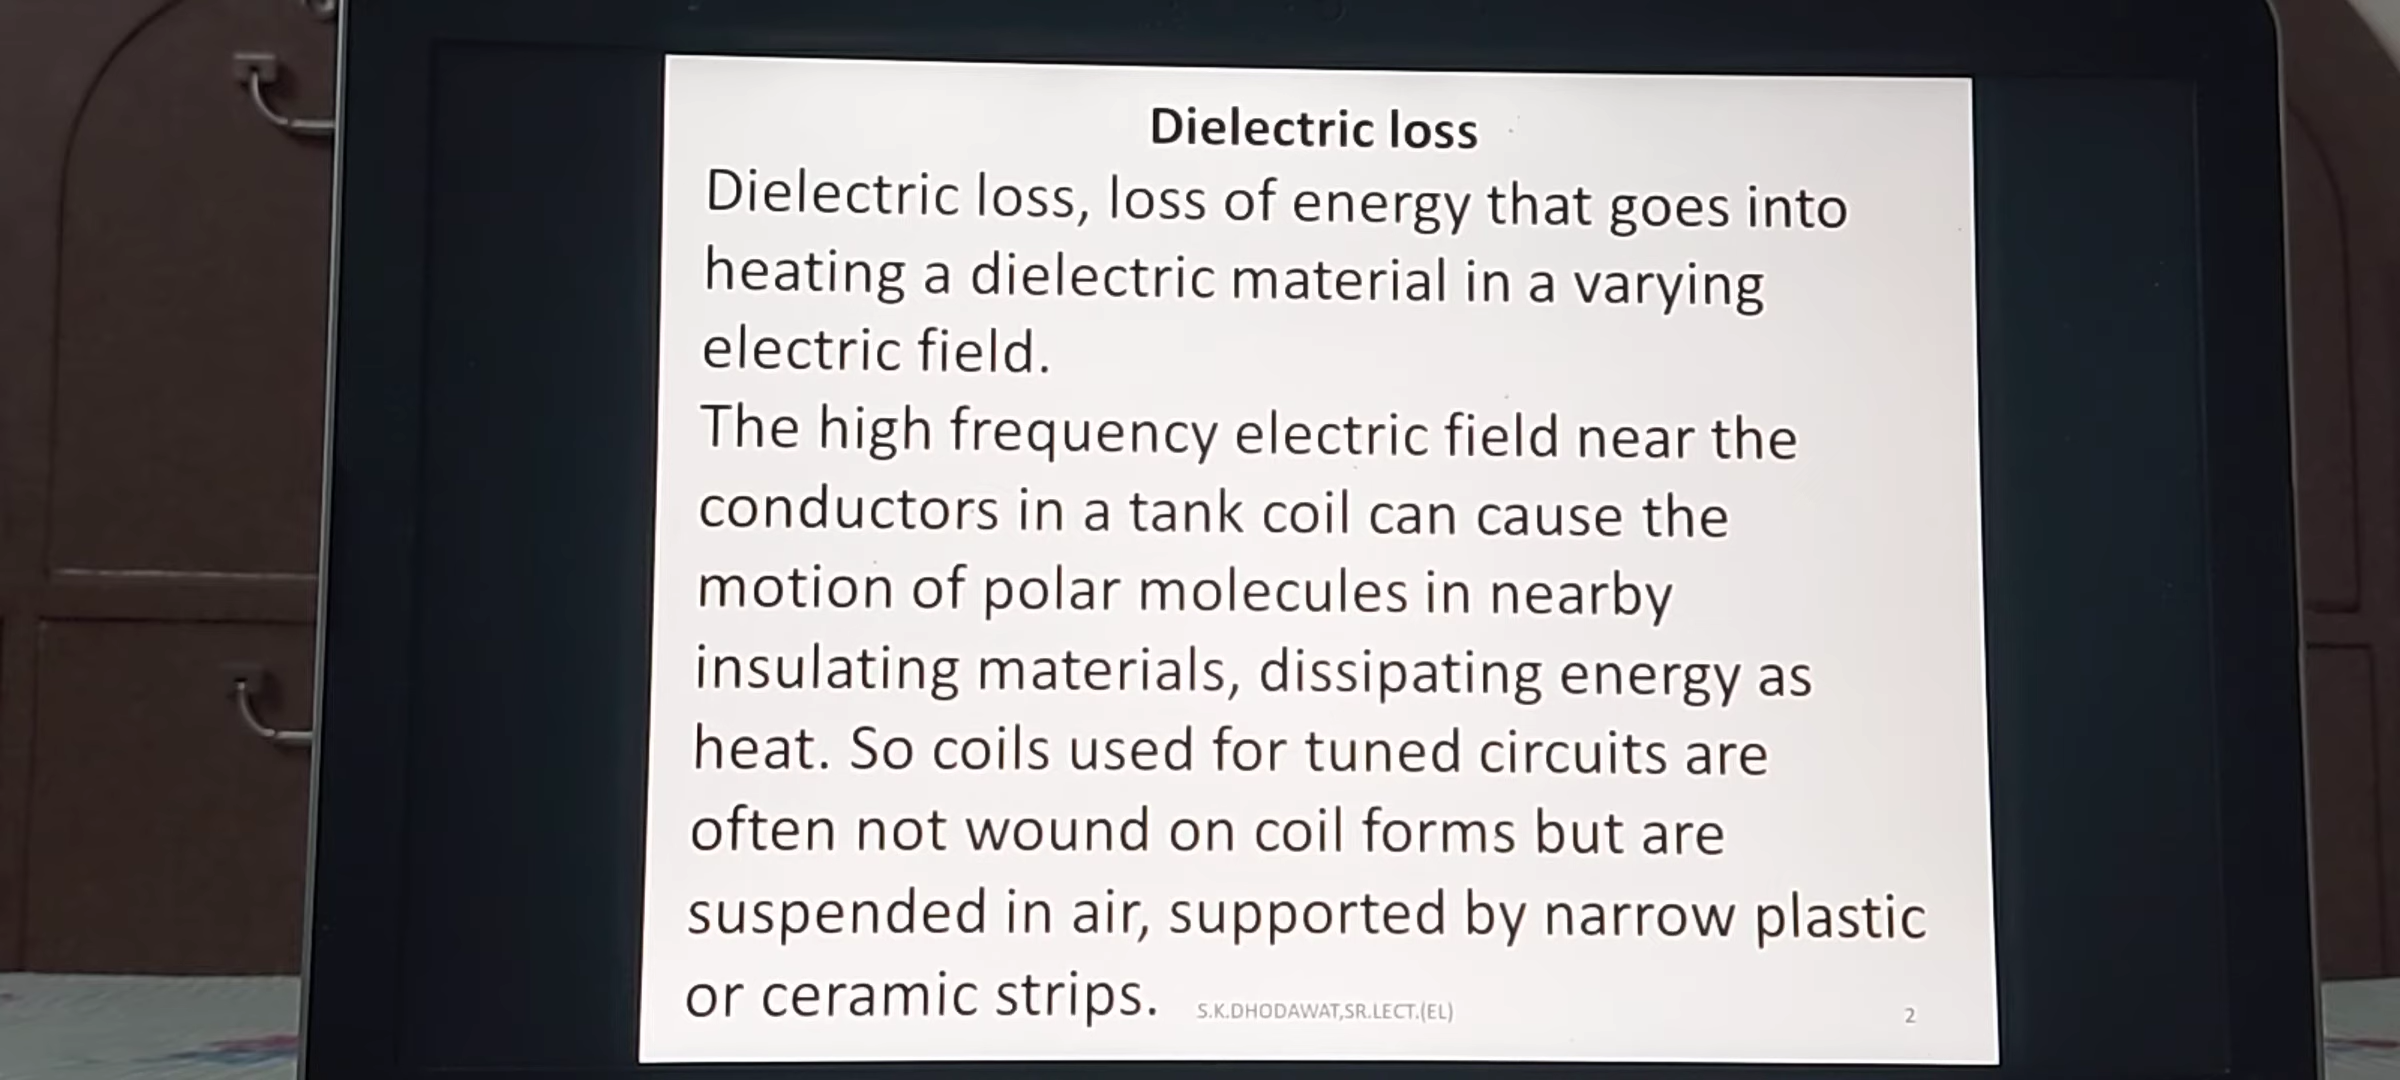 Dielectric loss
Dielectric loss, loss of energy that goes into
heating a dielectric material in a varying
electric field.
The high frequency electric field near the
conductors in a tank coil can cause the
motion of polar molecules in nearby
insulating materials, dissipating energy as
heat. So coils used for tuned circuits are
often not wound on coil forms but are
suspended in air, supported by narrow plastic
or ceramic strips.
S.K.DHODAWAT,SR.LECT.(EL)
2